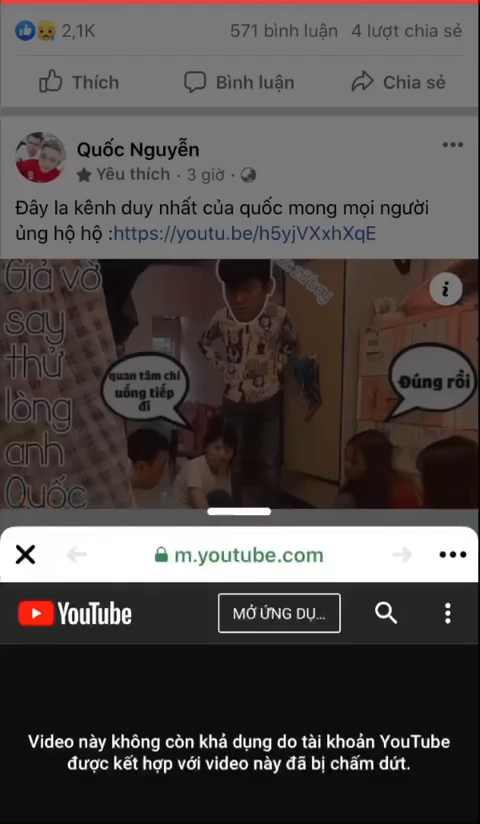 2,1K
571 bình luận 4 lượt chia sẻ
Thích
Bình luận
Chia sẻ
Quốc Nguyễn
Yêu thích · 3 giờ ·
Đây la kênh duy nhất của quốc mong mọi người
ủng hộ hộ :https://youtu.be/h5yjVXxhXqE
Giả vờ
say
thử
lòng
anh
Quốc
quan tâm chi
uống tiếp
đi
Đúng rồi
m.youtube.com
YouTube
MỞ ỨNG DỤ...
Video này không còn khả dụng do tài khoản YouTube
được kết hợp với video này đã bị chấm dứt.